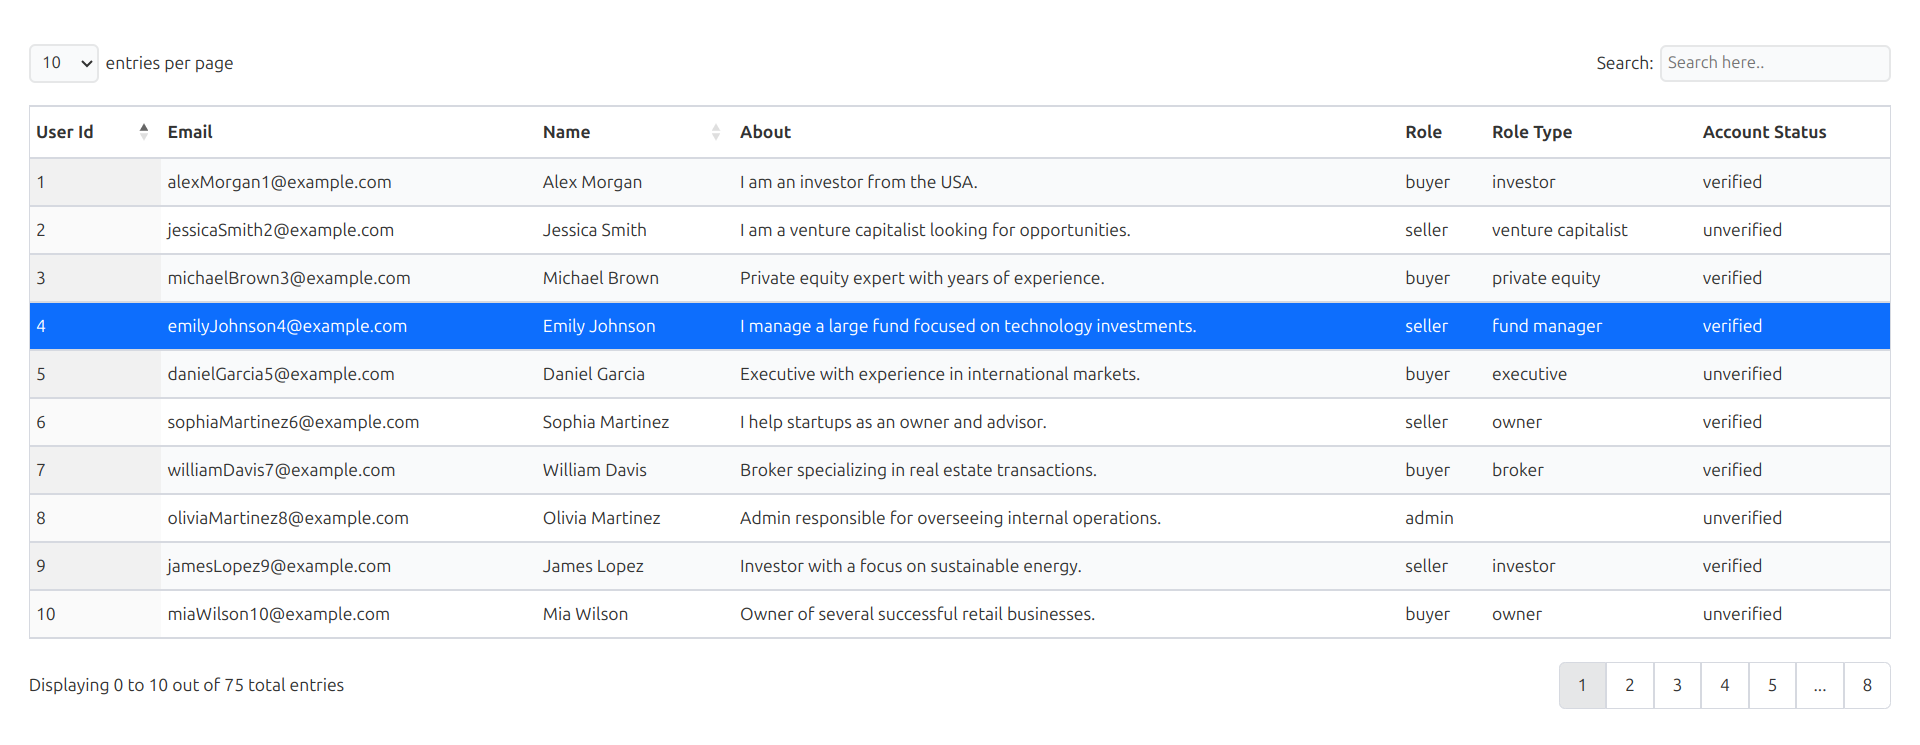 10 entries per page Search: Search here..
User Id Email Name About Role Role Type Account Status
1 alexMorgan1@example.com Alex Morgan I am an investor from the USA. buyer investor verified
2 jessicaSmith2@example.com Jessica Smith I am a venture capitalist looking for opportunities. seller venture capitalist unverified
3 michaelBrown3@example.com Michael Brown Private equity expert with years of experience. buyer private equity verified
4 emilyJohnson4@example.com Emily Johnson I manage a large fund focused on technology investments. seller fund manager verified
5 danielGarcia5@example.com Daniel Garcia Executive with experience in international markets. buyer executive unverified
6 sophiaMartinez6@example.com Sophia Martinez I help startups as an owner and advisor. seller owner verified
7 williamDavis7@example.com William Davis Broker specializing in real estate transactions. buyer broker verified
8 oliviaMartinez8@example.com Olivia Martinez Admin responsible for overseeing internal operations. admin unverified
9 jamesLopez9@example.com James Lopez Investor with a focus on sustainable energy. seller investor verified
10 miaWilson10@example.com Mia Wilson Owner of several successful retail businesses. buyer owner unverified
Displaying 0 to 10 out of 75 total entries 1 2 3 4 5 ... 8